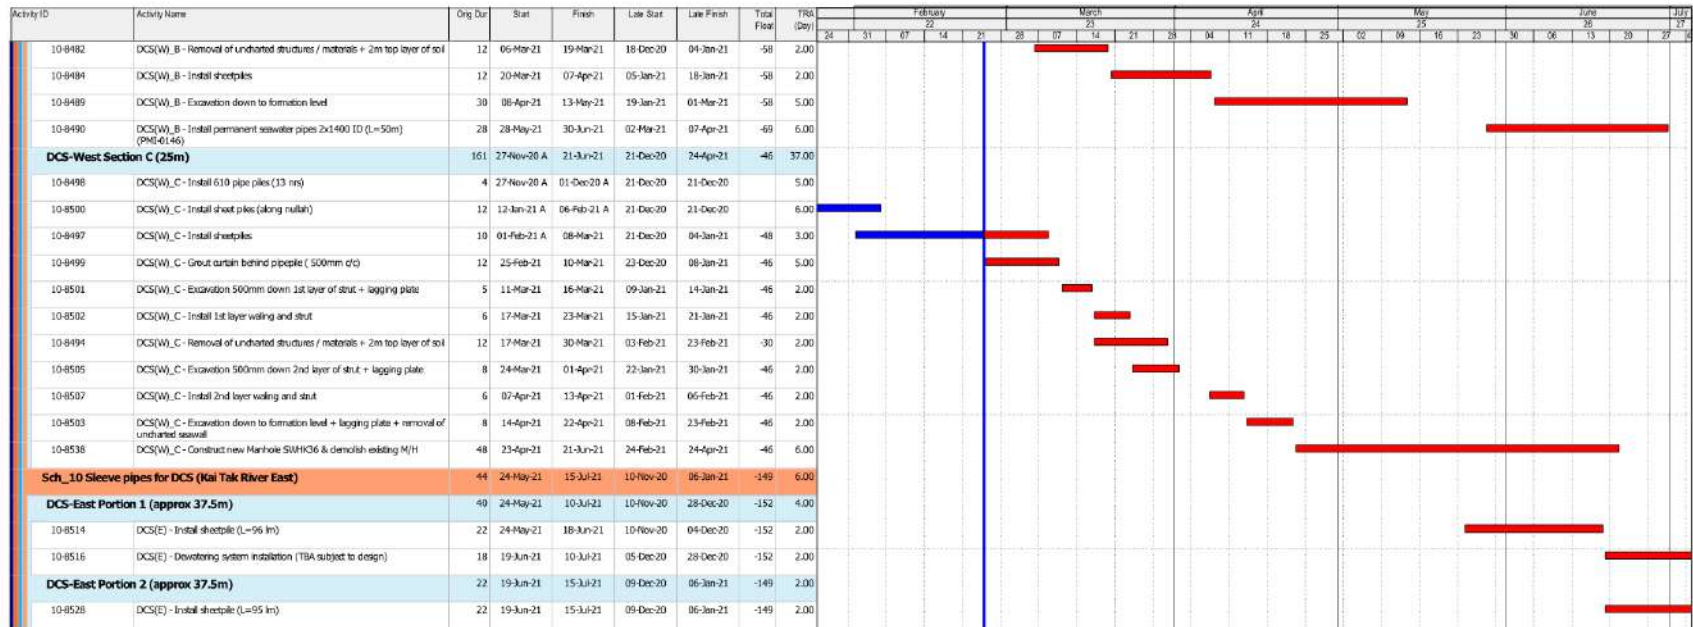 Activity ID Activity Name Orig Dur Start Finish Late Start Late Finish Total Float TRA (Day) February March April May June July
22 23 24 25 26 27
24 31 07 14 21 28 07 14 21 28 04 11 18 25 02 09 16 23 30 06 13 20 27
10-8482 DCS(W)_B - Removal of uncharted structures / materials + 2m top layer of soil 12 06-Mar-21 19-Mar-21 18-Dec-20 04-Jan-21 -58 2.00
10-8484 DCS(W)_B - Install sheetpiles 12 20-Mar-21 07-Apr-21 05-Jan-21 18-Jan-21 -58 2.00
10-8489 DCS(W)_B - Excavation down to formation level 30 08-Apr-21 13-May-21 19-Jan-21 01-Mar-21 -58 5.00
10-8490 DCS(W)_B - Install permanent seawater pipes 2x1400 ID (L=50m) 28 28-May-21 30-Jun-21 02-Mar-21 07-Apr-21 -69 6.00
(PMI-0146)
DCS-West Section C (25m) 161 27-Nov-20 A 21-Jun-21 21-Dec-20 24-Apr-21 -46 37.00
10-8498 DCS(W)_C - Install 610 pipe piles (13 nrs) 4 27-Nov-20 A 01-Dec-20 A 21-Dec-20 21-Dec-20 5.00
10-8500 DCS(W)_C - Install sheet piles (along nullah) 12 12-Jan-21 A 06-Feb-21 A 21-Dec-20 21-Dec-20 6.00
10-8497 DCS(W)_C - Install sheetpiles 10 01-Feb-21 A 08-Mar-21 21-Dec-20 04-Jan-21 -48 3.00
10-8499 DCS(W)_C - Grout curtain behind pipepile ( 500mm c/c) 12 25-Feb-21 10-Mar-21 23-Dec-20 08-Jan-21 -46 5.00
10-8501 DCS(W)_C - Excavation 500mm down 1st layer of strut + lagging plate 5 11-Mar-21 16-Mar-21 09-Jan-21 14-Jan-21 -46 2.00
10-8502 DCS(W)_C - Install 1st layer waling and strut 6 17-Mar-21 23-Mar-21 15-Jan-21 21-Jan-21 -46 2.00
10-8494 DCS(W)_C - Removal of uncharted structures / materials + 2m top layer of soil 12 17-Mar-21 30-Mar-21 03-Feb-21 23-Feb-21 -30 2.00
10-8505 DCS(W)_C - Excavation 500mm down 2nd layer of strut + lagging plate 8 24-Mar-21 01-Apr-21 22-Jan-21 30-Jan-21 -46 2.00
10-8507 DCS(W)_C - Install 2nd layer waling and strut 6 07-Apr-21 13-Apr-21 01-Feb-21 06-Feb-21 -46 2.00
10-8503 DCS(W)_C - Excavation down to formation level + lagging plate + removal of 8 14-Apr-21 22-Apr-21 08-Feb-21 23-Feb-21 -46 2.00
uncharted seawall
10-8538 DCS(W)_C - Construct new Manhole SWHK36 & demolish existing M/H 48 23-Apr-21 21-Jun-21 24-Feb-21 24-Apr-21 -46 6.00
Sch_10 Sleeve pipes for DCS (Kai Tak River East) 44 24-May-21 15-Jul-21 10-Nov-20 06-Jan-21 -149 6.00
DCS-East Portion 1 (approx 37.5m) 40 24-May-21 10-Jul-21 10-Nov-20 28-Dec-20 -152 4.00
10-8514 DCS(E) - Install sheetpile (L=96 lm) 22 24-May-21 18-Jun-21 10-Nov-20 04-Dec-20 -152 2.00
10-8516 DCS(E) - Dewatering system installation (TBA subject to design) 18 19-Jun-21 10-Jul-21 05-Dec-20 28-Dec-20 -152 2.00
DCS-East Portion 2 (approx 37.5m) 22 19-Jun-21 15-Jul-21 09-Dec-20 06-Jan-21 -149 2.00
10-8528 DCS(E) - Install sheetpile (L=95 lm) 22 19-Jun-21 15-Jul-21 09-Dec-20 06-Jan-21 -149 2.00